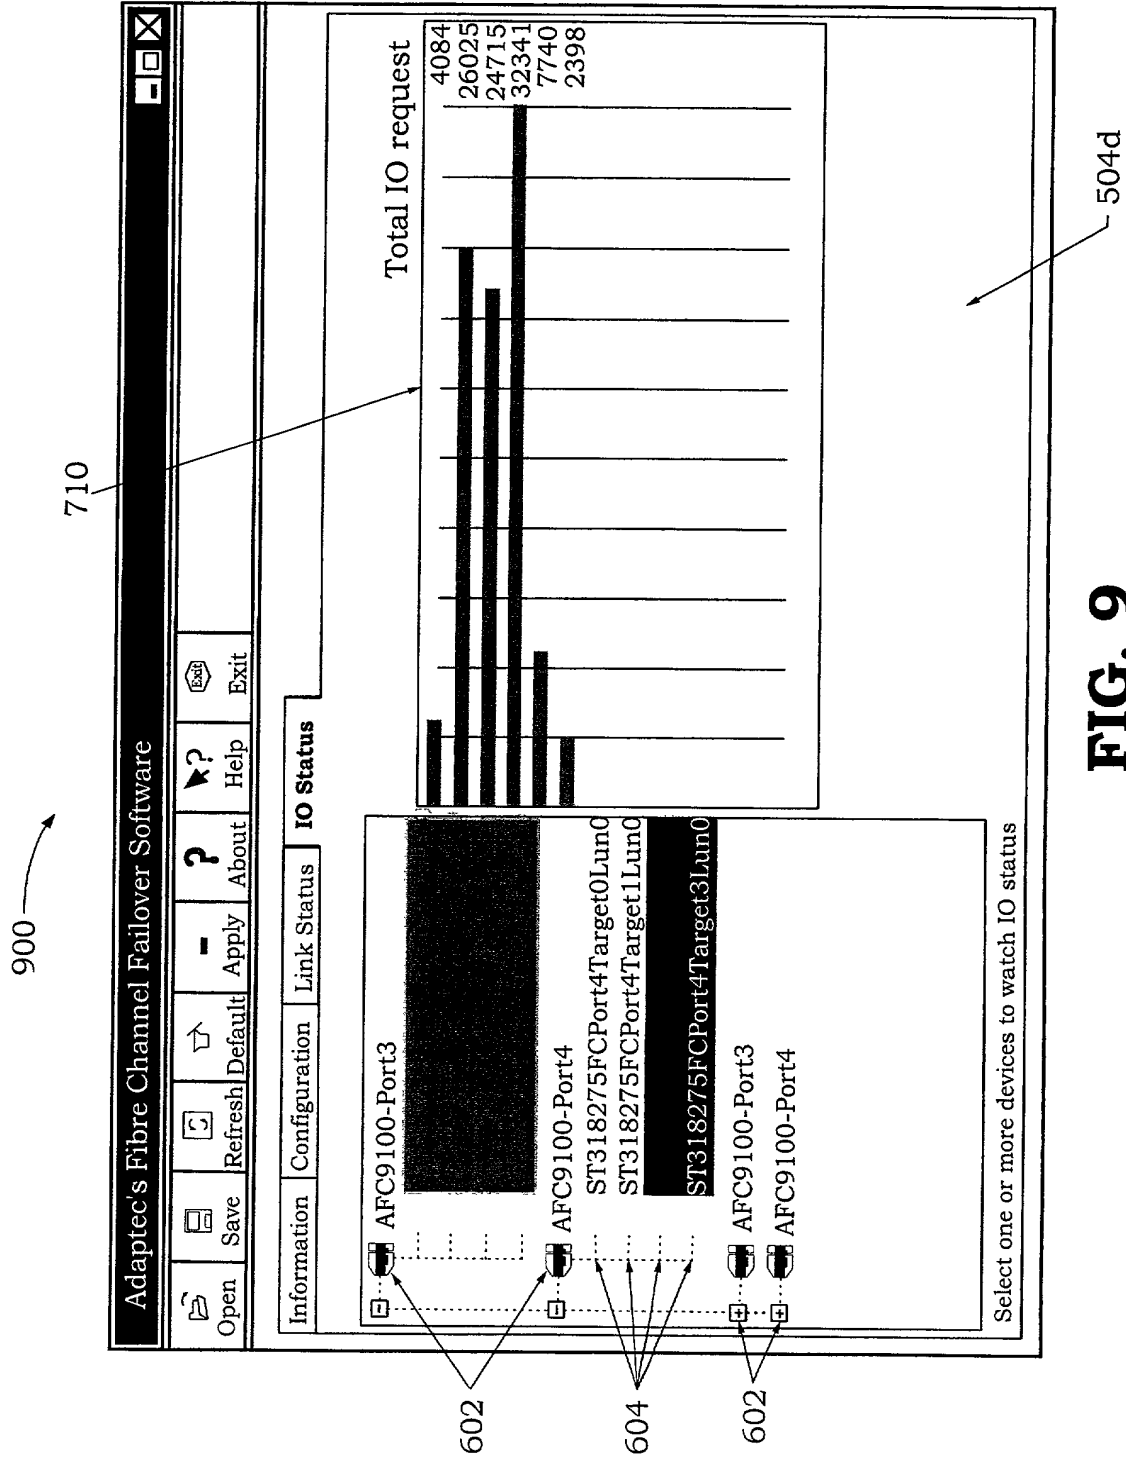 900
710
Adaptec's Fibre Channel Failover Software
Open
Save
Refresh
Default
Apply
About
Help
Exit
Exit
Information
Configuration
Link Status
IO Status
AFC9100-Port3
AFC9100-Port4
ST318275FCPort4Target0Lun0
ST318275FCPort4Target1Lun0
ST318275FCPort4Target3Lun0
AFC9100-Port3
AFC9100-Port4
Total IO request
4084
26025
24715
32341
7740
2398
Select one or more devices to watch IO status
602
604
602
504d
FIG. 9